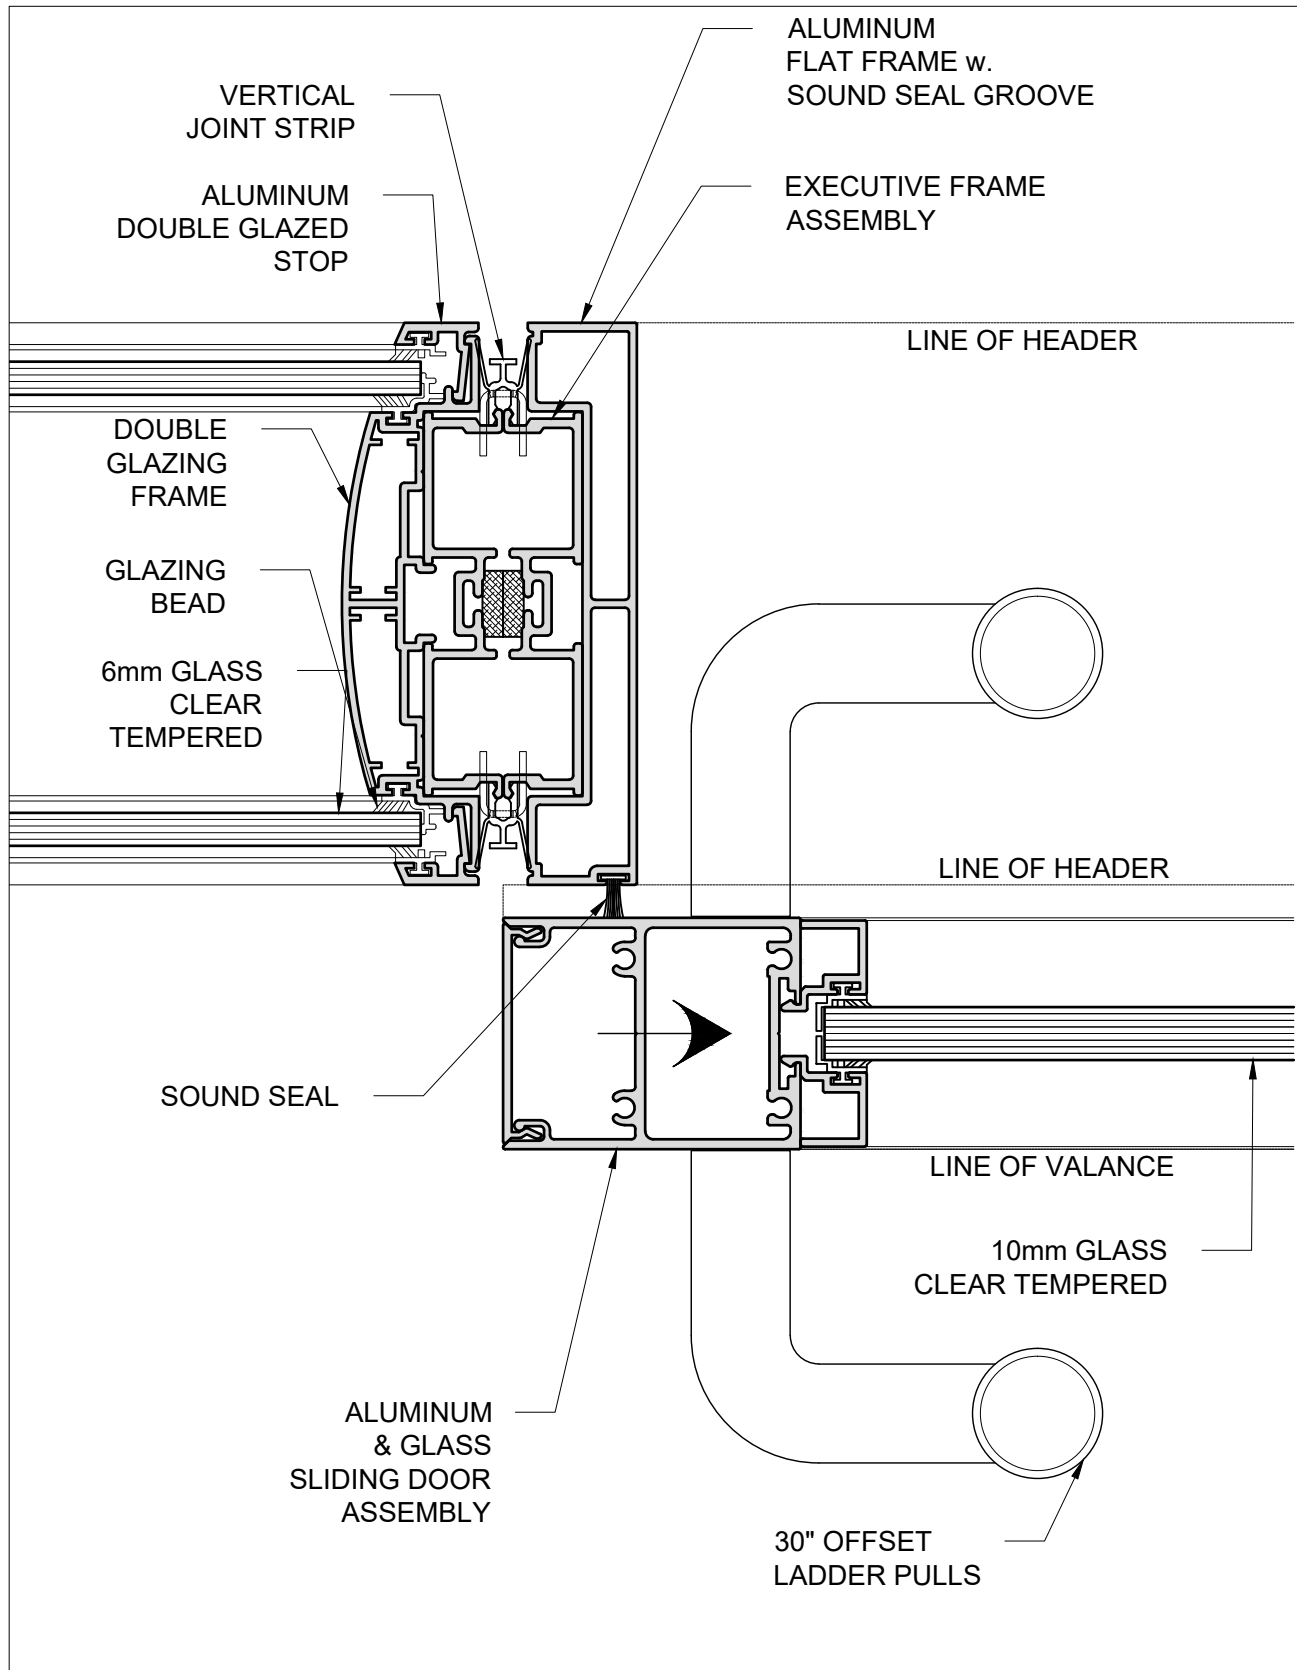 ALUMINUM
FLAT FRAME w.
SOUND SEAL GROOVE
VERTICAL
JOINT STRIP
EXECUTIVE FRAME
ASSEMBLY
ALUMINUM
DOUBLE GLAZED
STOP
LINE OF HEADER
DOUBLE
GLAZING
FRAME
GLAZING
BEAD
6mm GLASS
CLEAR
TEMPERED
LINE OF HEADER
SOUND SEAL
LINE OF VALANCE
10mm GLASS
CLEAR TEMPERED
ALUMINUM
& GLASS
SLIDING DOOR
ASSEMBLY
30" OFFSET
LADDER PULLS